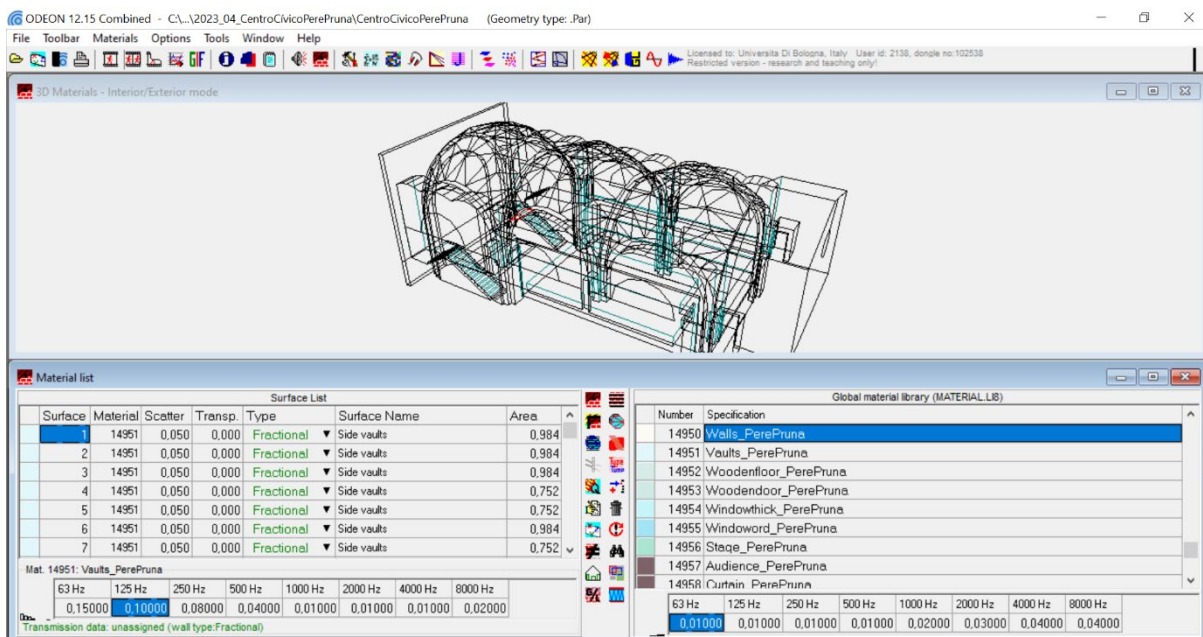 ODEON 12.15 Combined - C:\...\2023_04_CentroCívicoPerePruna\CentroCivicoPerePruna (Geometry type: .Par)
File Toolbar Materials Options Tools Window Help
Licensed to: Universita Di Bologna, Italy User id: 2138, dongle no:102538
Restricted version - research and teaching only!
3D Materials - Interior/Exterior mode
Material list
Surface List
Surface Material Scatter Transp. Type Surface Name Area
1 14951 0,050 0,000 Fractional Side vaults 0,984
2 14951 0,050 0,000 Fractional Side vaults 0,984
3 14951 0,050 0,000 Fractional Side vaults 0,984
4 14951 0,050 0,000 Fractional Side vaults 0,752
5 14951 0,050 0,000 Fractional Side vaults 0,752
6 14951 0,050 0,000 Fractional Side vaults 0,984
7 14951 0,050 0,000 Fractional Side vaults 0,752
Mat. 14951: Vaults_PerePruna
63 Hz 125 Hz 250 Hz 500 Hz 1000 Hz 2000 Hz 4000 Hz 8000 Hz
0,15000 0,10000 0,08000 0,04000 0,01000 0,01000 0,01000 0,02000
Transmission data: unassigned (wall type:Fractional)
Global material library (MATERIAL.LI8)
Number Specification
14950 Walls_PerePruna
14951 Vaults_PerePruna
14952 Woodenfloor_PerePruna
14953 Woodendoor_PerePruna
14954 Windowthick_PerePruna
14955 Windoword_PerePruna
14956 Stage_PerePruna
14957 Audience_PerePruna
14958 Curtain_PerePruna
63 Hz 125 Hz 250 Hz 500 Hz 1000 Hz 2000 Hz 4000 Hz 8000 Hz
0,01000 0,01000 0,01000 0,01000 0,02000 0,03000 0,04000 0,04000